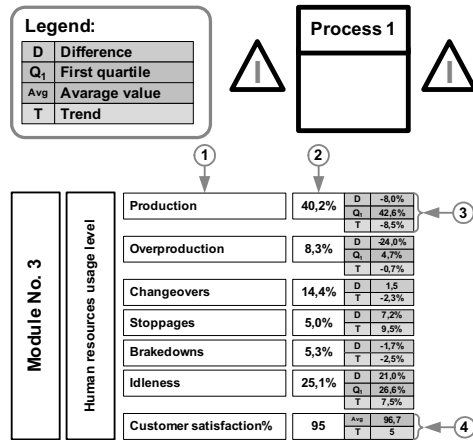 Legend:
D Difference
Q1 First quartile
Avg Avarage value
T Trend
Process 1
I
I
1
2
Module No. 3
Human resources usage level
Production 40,2% D -8,0%
Q1 42,6%
T -8,5%
3
Overproduction 8,3% D -24,0%
Q1 4,7%
T -0,7%
Changeovers 14,4% D 1,5
T -2,3%
Stoppages 5,0% D 7,2%
T 9,5%
Brakedowns 5,3% D -1,7%
T -2,5%
Idleness 25,1% D 21,0%
Q1 26,6%
T 7,5%
Customer satisfaction% 95 Avg 96,7
T 5
4